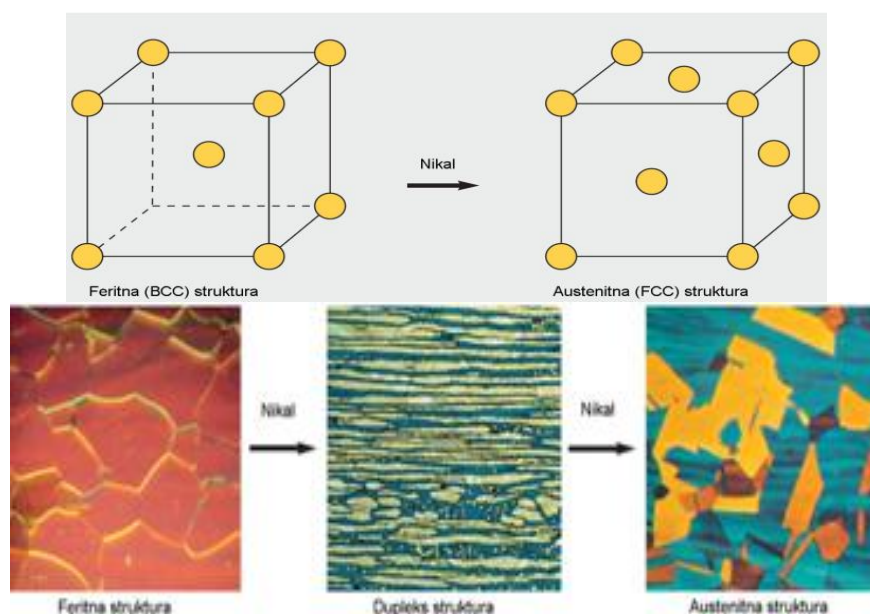 Nikal
Feritna (BCC) struktura
Austenitna (FCC) struktura
Nikal
Nikal
Feritna struktura
Dupleks struktura
Austenitna struktura